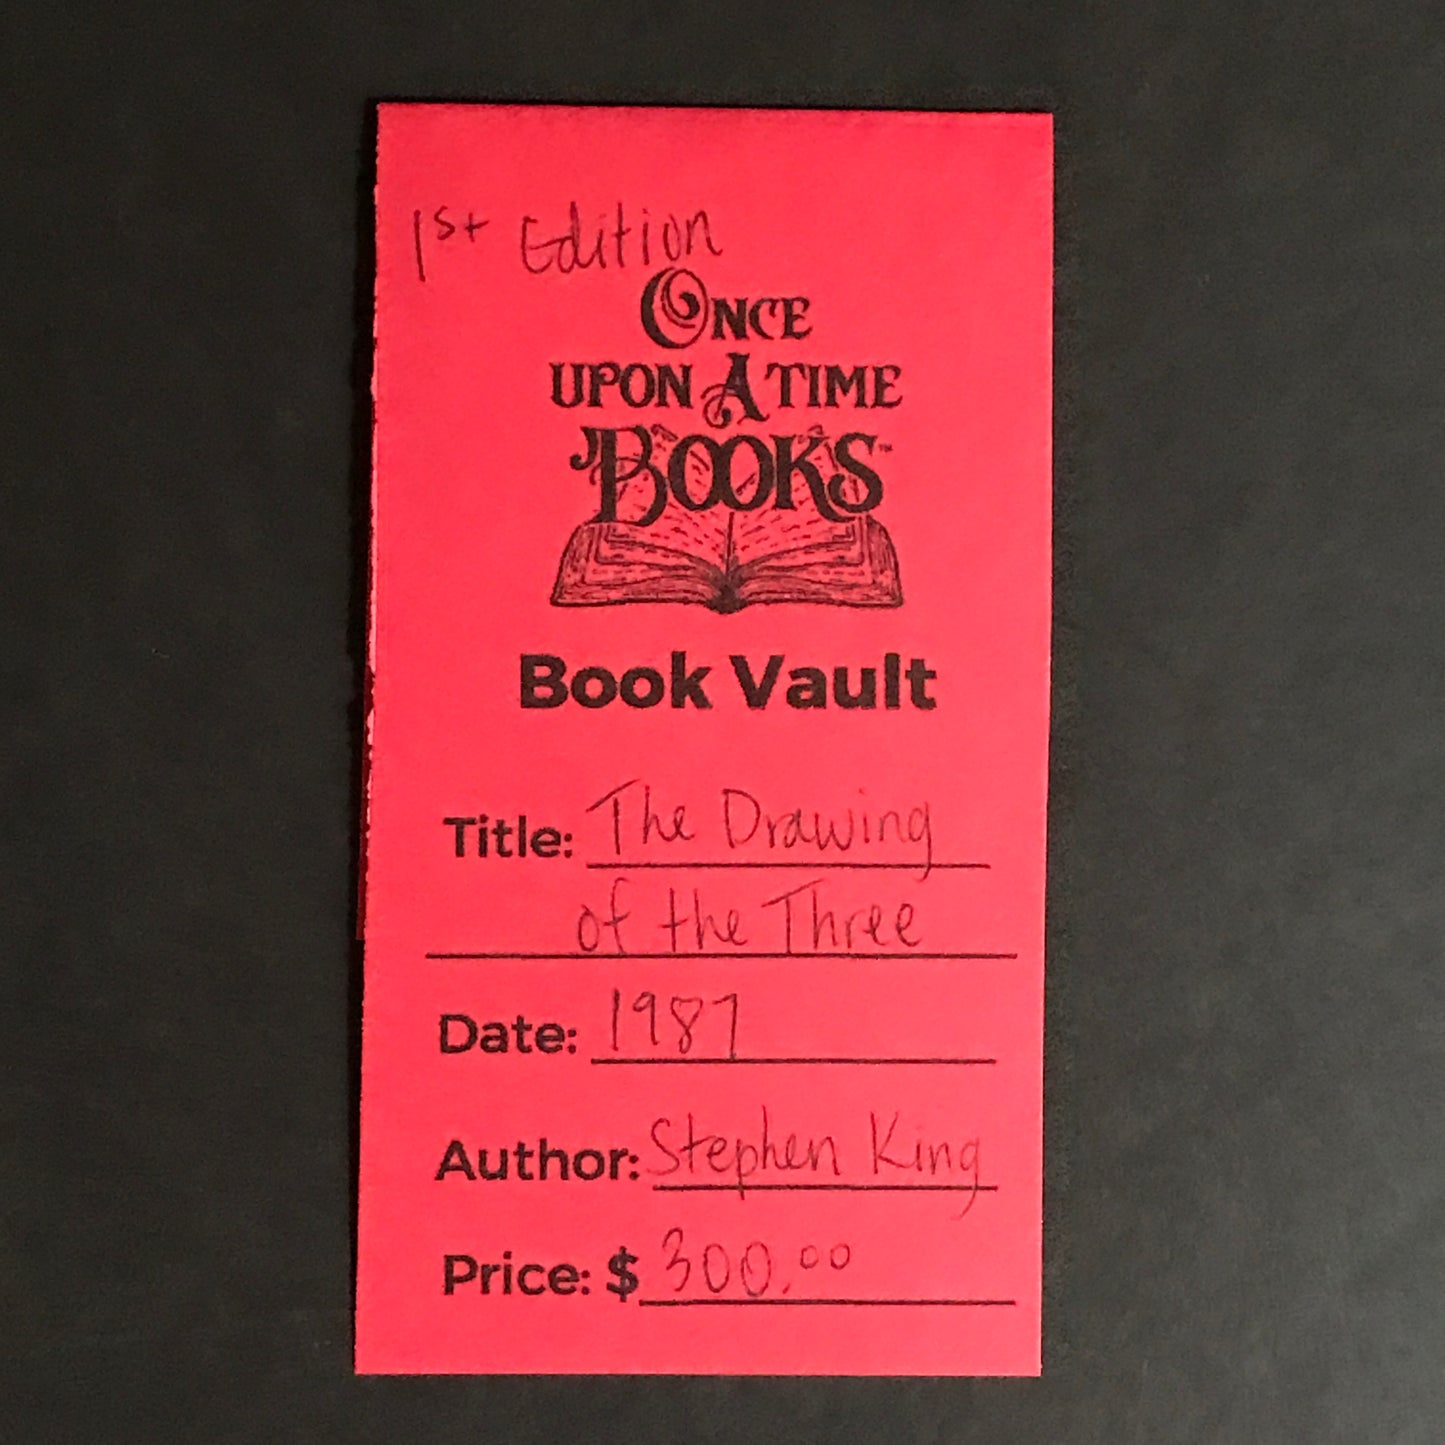 1st Edition
ONCE
UPON A TIME
BOOKS™
Book Vault
Title: The Drawing
of the Three
Date: 1987
Author: Stephen King
Price: $ 300.00